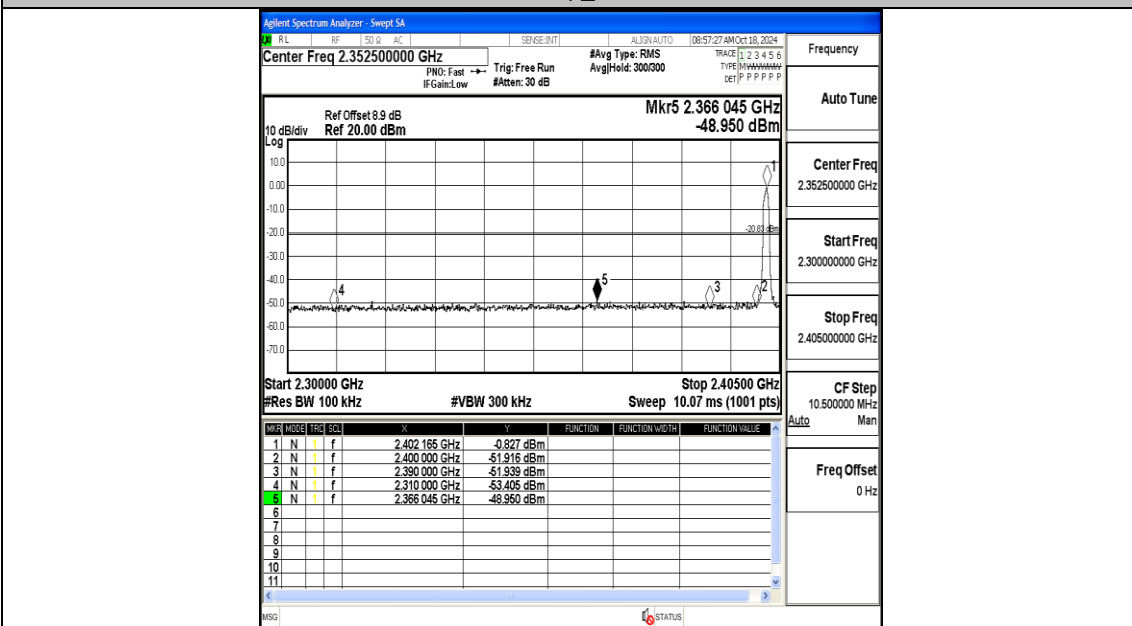 Agilent Spectrum Analyzer - Swept SA
RL RF 50 Ω AC SENSE:INT ALIGN AUTO 08:57:27 AM Oct 18, 2024
Center Freq 2.352500000 GHz
PNO: Fast
IFGain:Low
Trig: Free Run
#Atten: 30 dB
#Avg Type: RMS
Avg|Hold: 300/300
TRACE 1 2 3 4 5 6
TYPE MWWWWW
DET P P P P P P
Ref Offset 8.9 dB
Ref 20.00 dBm
10 dB/div
Log
Mkr5 2.366 045 GHz
-48.950 dBm
10.0
0.00
-10.0
-20.0
-30.0
-40.0
-50.0
-60.0
-70.0
-20.83 dBm
1
2
3
4
5
Start 2.30000 GHz
Stop 2.40500 GHz
#Res BW 100 kHz
#VBW 300 kHz
Sweep 10.07 ms (1001 pts)
MKR MODE TRC SCL X Y FUNCTION FUNCTION WIDTH FUNCTION VALUE
1 N 1 f 2.402 165 GHz -0.827 dBm
2 N 1 f 2.400 000 GHz -51.916 dBm
3 N 1 f 2.390 000 GHz -51.939 dBm
4 N 1 f 2.310 000 GHz -53.405 dBm
5 N 1 f 2.366 045 GHz -48.950 dBm
6
7
8
9
10
11
MSG
STATUS
Frequency
Auto Tune
Center Freq
2.352500000 GHz
Start Freq
2.300000000 GHz
Stop Freq
2.405000000 GHz
CF Step
10.500000 MHz
Auto Man
Freq Offset
0 Hz